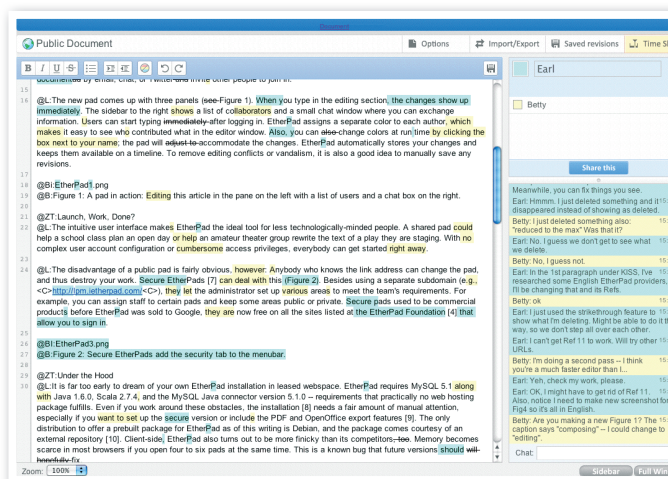 Public Document
Options
Import/Export
Saved revisions
Time Sl
B I U S
15
16
@L:The new pad comes up with three panels (see Figure 1). When you type in the editing section, the changes show up
immediately. The sidebar to the right shows a list of collaborators and a small chat window where you can exchange
information. Users can start typing immediately after logging in. EtherPad assigns a separate color to each author, which
makes it easy to see who contributed what in the editor window. Also, you can also change colors at run time by clicking the
box next to your name; the pad will adjust to accommodate the changes. EtherPad automatically stores your changes and
keeps them available on a timeline. To remove editing conflicts or vandalism, it is also a good idea to manually save any
revisions.
17
18 @BI:EtherPad1.png
19 @B:Figure 1: A pad in action: Editing this article in the pane on the left with a list of users and a chat box on the right.
20
21 @ZT:Launch, Work, Done?
22 @L:The intuitive user interface makes EtherPad the ideal tool for less technologically-minded people. A shared pad could
help a school class plan an open day or help an amateur theater group rewrite the text of a play they are staging. With no
complex user account configuration or cumbersome access privileges, everybody can get started right away.
23
24 @L:The disadvantage of a public pad is fairly obvious, however: Anybody who knows the link address can change the pad,
and thus destroy your work. Secure EtherPads [7] can deal with this (Figure 2). Besides using a separate subdomain (e.g.,
<C>http://lpm.ietherpad.com/<C>), they let the administrator set up various areas to meet the team's requirements. For
example, you can assign staff to certain pads and keep some areas public or private. Secure pads used to be commercial
products before EtherPad was sold to Google, they are now free on all the sites listed at the EtherPad Foundation [4] that
allow you to sign in.
25
26 @BI:EtherPad3.png
27 @B:Figure 2: Secure EtherPads add the security tab to the menubar.
28
29 @ZT:Under the Hood
30 @L:It is far too early to dream of your own EtherPad installation in leased webspace. EtherPad requires MySQL 5.1 along
with Java 1.6.0, Scala 2.7.4, and the MySQL Java connector version 5.1.0 -- requirements that practically no web hosting
package fulfills. Even if you work around these obstacles, the installation [8] needs a fair amount of manual attention,
especially if you want to set up the secure version or include the PDF and OpenOffice export features [9]. The only
distribution to offer a prebuilt package for EtherPad as of this writing is Debian, and the package comes courtesy of an
external repository [10]. Client-side, EtherPad also turns out to be more finicky than its competitors, too. Memory becomes
scarce in most browsers if you open four to six pads at the same time. This is a known bug that future versions should will
hopefully fix
Zoom: 100%
Earl
Betty
Share this
Meanwhile, you can fix things you see.
Earl: Hmmm. I just deleted something and it 15:
disappeared instead of showing as deleted.
Betty: I just deleted something also: 15:
"reduced to the max" Was that it?
Earl: No. I guess we don't get to see what 15:
we delete.
Betty: No, I guess not. 15:
Earl: In the 1st paragraph under KISS, I've 15:
researched some English EtherPad providers,
I'll be changing that and its Refs.
Betty: ok 15:
Earl: I just used the strikethrough feature to 15:
show what I'm deleting. Might be able to do it th
way, so we don't step all over each other.
Earl: I can't get Ref 11 to work. Will try other 15:
URLs.
Betty: I'm doing a second pass -- I think 15:
you're a much faster editor than I...
Earl: Yeh, check my work, please. 15:
Earl: OK, I might have to get rid of Ref 11. 15:
Also, notice I need to make new screenshot for
Fig4 so it's all in English.
Betty: Are you making a new Figure 1? The 15:
caption says "composing" -- I could change to
"editing".
Chat:
Sidebar
Full Win